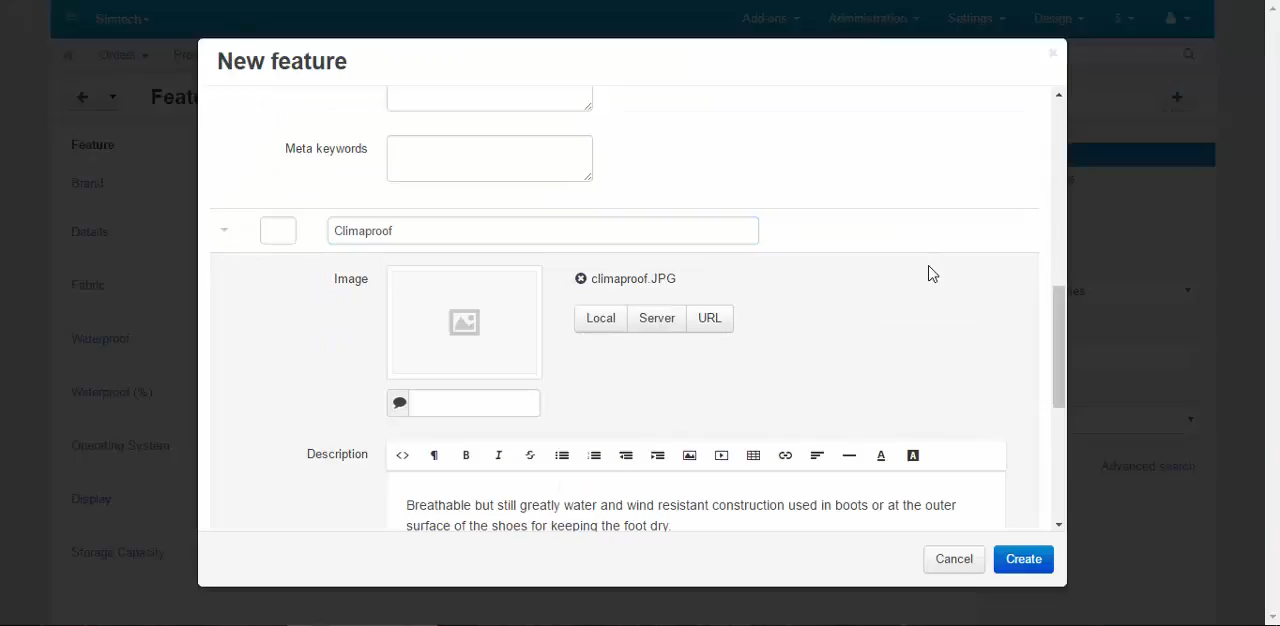 Simtech
Add-ons
Administration
Settings
Design
$
Orders
New feature
Feature
Meta keywords
Brand
Climaproof
Details
Image
climaproof.JPG
Fabric
Local
Server
URL
Waterproof
Waterproof (%)
Operating System
Description
Advanced search
Display
Breathable but still greatly water and wind resistant construction used in boots or at the outer
surface of the shoes for keeping the foot dry.
Storage Capacity
Cancel
Create